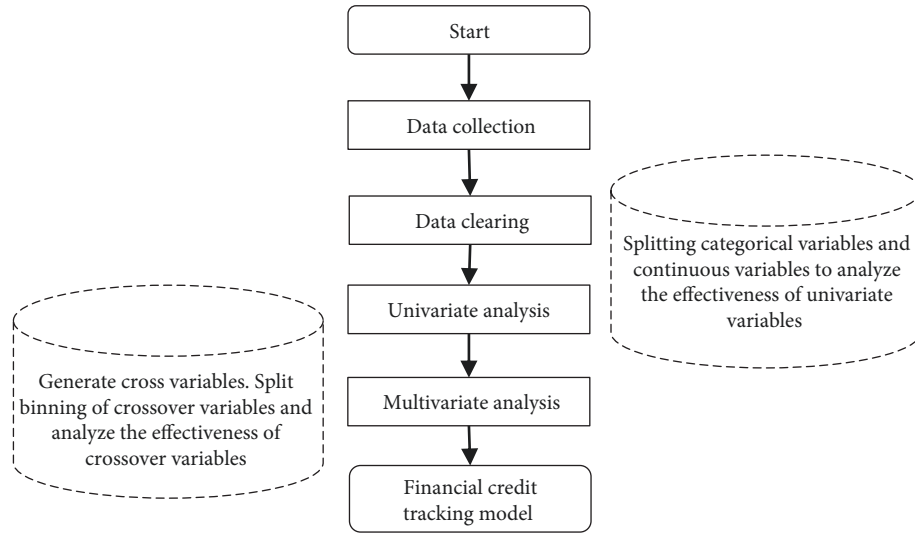 Start
Data collection
Data clearing
Splitting categorical variables and
continuous variables to analyze
the effectiveness of univariate
variables
Univariate analysis
Generate cross variables. Split
binning of crossover variables and
analyze the effectiveness of
crossover variables
Multivariate analysis
Financial credit
tracking model